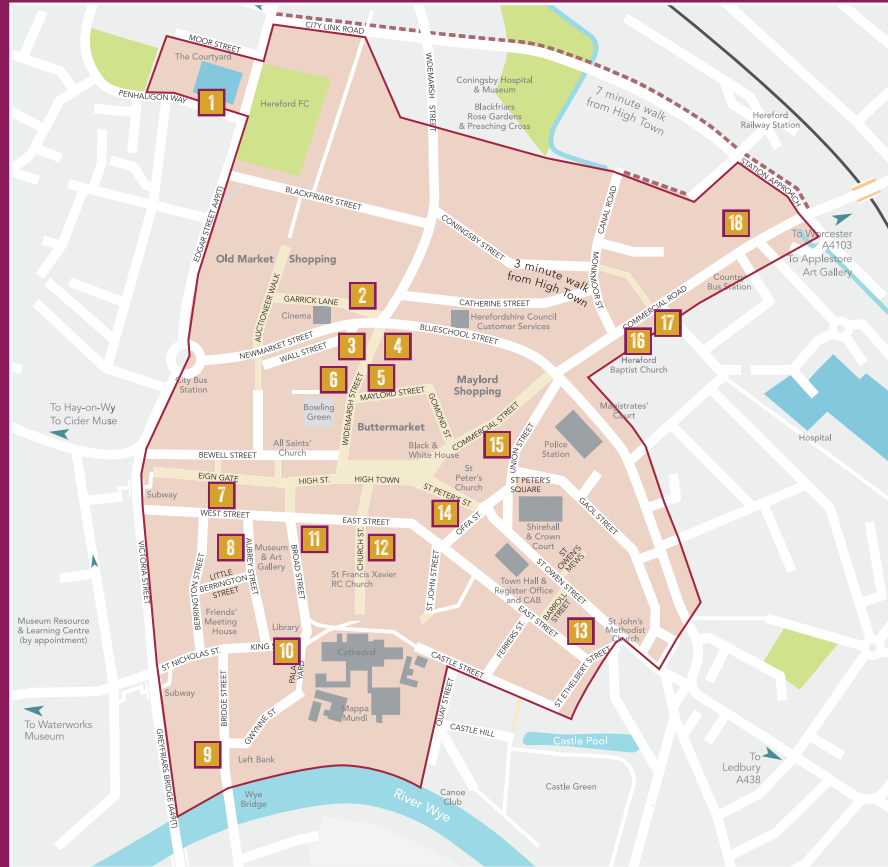 CITY LINK ROAD
MOOR STREET
The Courtyard
PENHALIGON WAY
1
Hereford FC
WIDEMARSH STREET
Coningsby Hospital
& Museum
Blackfriars
Rose Gardens
& Preaching Cross
7 minute walk
from High Town
Hereford
Railway Station
STATION APPROACH
18
To Worcester
A4103
To Applestore
Art Gallery
EDGAR STREET A49(T)
BLACKFRIARS STREET
CONINGSBY STREET
CANAL ROAD
MONKMOOR ST.
Old Market Shopping
3 minute walk
from High Town
Country
Bus Station
AUCTIONEER WALK
GARRICK LANE
2
CATHERINE STREET
COMMERCIAL ROAD
17
Cinema
Herefordshire Council
Customer Services
BLUESCHOOL STREET
16
NEWMARKET STREET
WALL STREET
3
4
Hereford
Baptist Church
City Bus
Station
6
5
MAYLORD STREET
Maylord
Shopping
To Hay-on-Wy
To Cider Muse
Bowling
Green
WIDEMARSH STREET
GOMOND ST.
COMMERCIAL STREET
Magistrates'
Court
Hospital
Buttermarket
All Saints'
Church
Black &
White House
15
UNION STREET
Police
Station
BEWELL STREET
St
Peter's
Church
EIGN GATE
HIGH ST.
HIGH TOWN
ST PETER'S ST
ST PETER'S
SQUARE
Subway
7
14
OFFA ST.
GAOL STREET
WEST STREET
EAST STREET
Shirehall
& Crown
Court
VICTORIA STREET
8
11
12
BERRINGTON STREET
AUBREY STREET
Museum
& Art
Gallery
BROAD STREET
CHURCH ST.
ST JOHN STREET
ST OWEN'S
MEWS
ST OWEN STREET
LITTLE
BERRINGTON
STREET
St Francis Xavier
RC Church
Town Hall &
Register Office
and CAB
BARROLL
STREET
Museum Resource
& Learning Centre
(by appointment)
Friends'
Meeting
House
Library
EAST STREET
13
St John's
Methodist
Church
FERRERS ST.
KING S
10
Cathedral
ST NICHOLAS ST.
PALA
YARD
CASTLE STREET
ST ETHELBERT STREET
Subway
BRIDGE STREET
Mappa
Mundi
QUAY STREET
GWYNNE ST.
To Waterworks
Museum
CASTLE HILL
Castle Pool
GREYFRIARS BRIDGE (A49(T)
9
Left Bank
To
Ledbury
A438
Wye
Bridge
River Wye
Canoe
Club
Castle Green